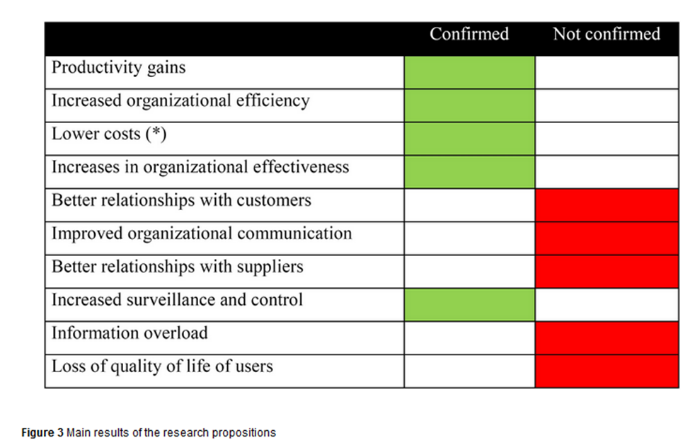 Confirmed Not confirmed
Productivity gains
Increased organizational efficiency
Lower costs (*)
Increases in organizational effectiveness
Better relationships with customers
Improved organizational communication
Better relationships with suppliers
Increased surveillance and control
Information overload
Loss of quality of life of users
Figure 3 Main results of the research propositions